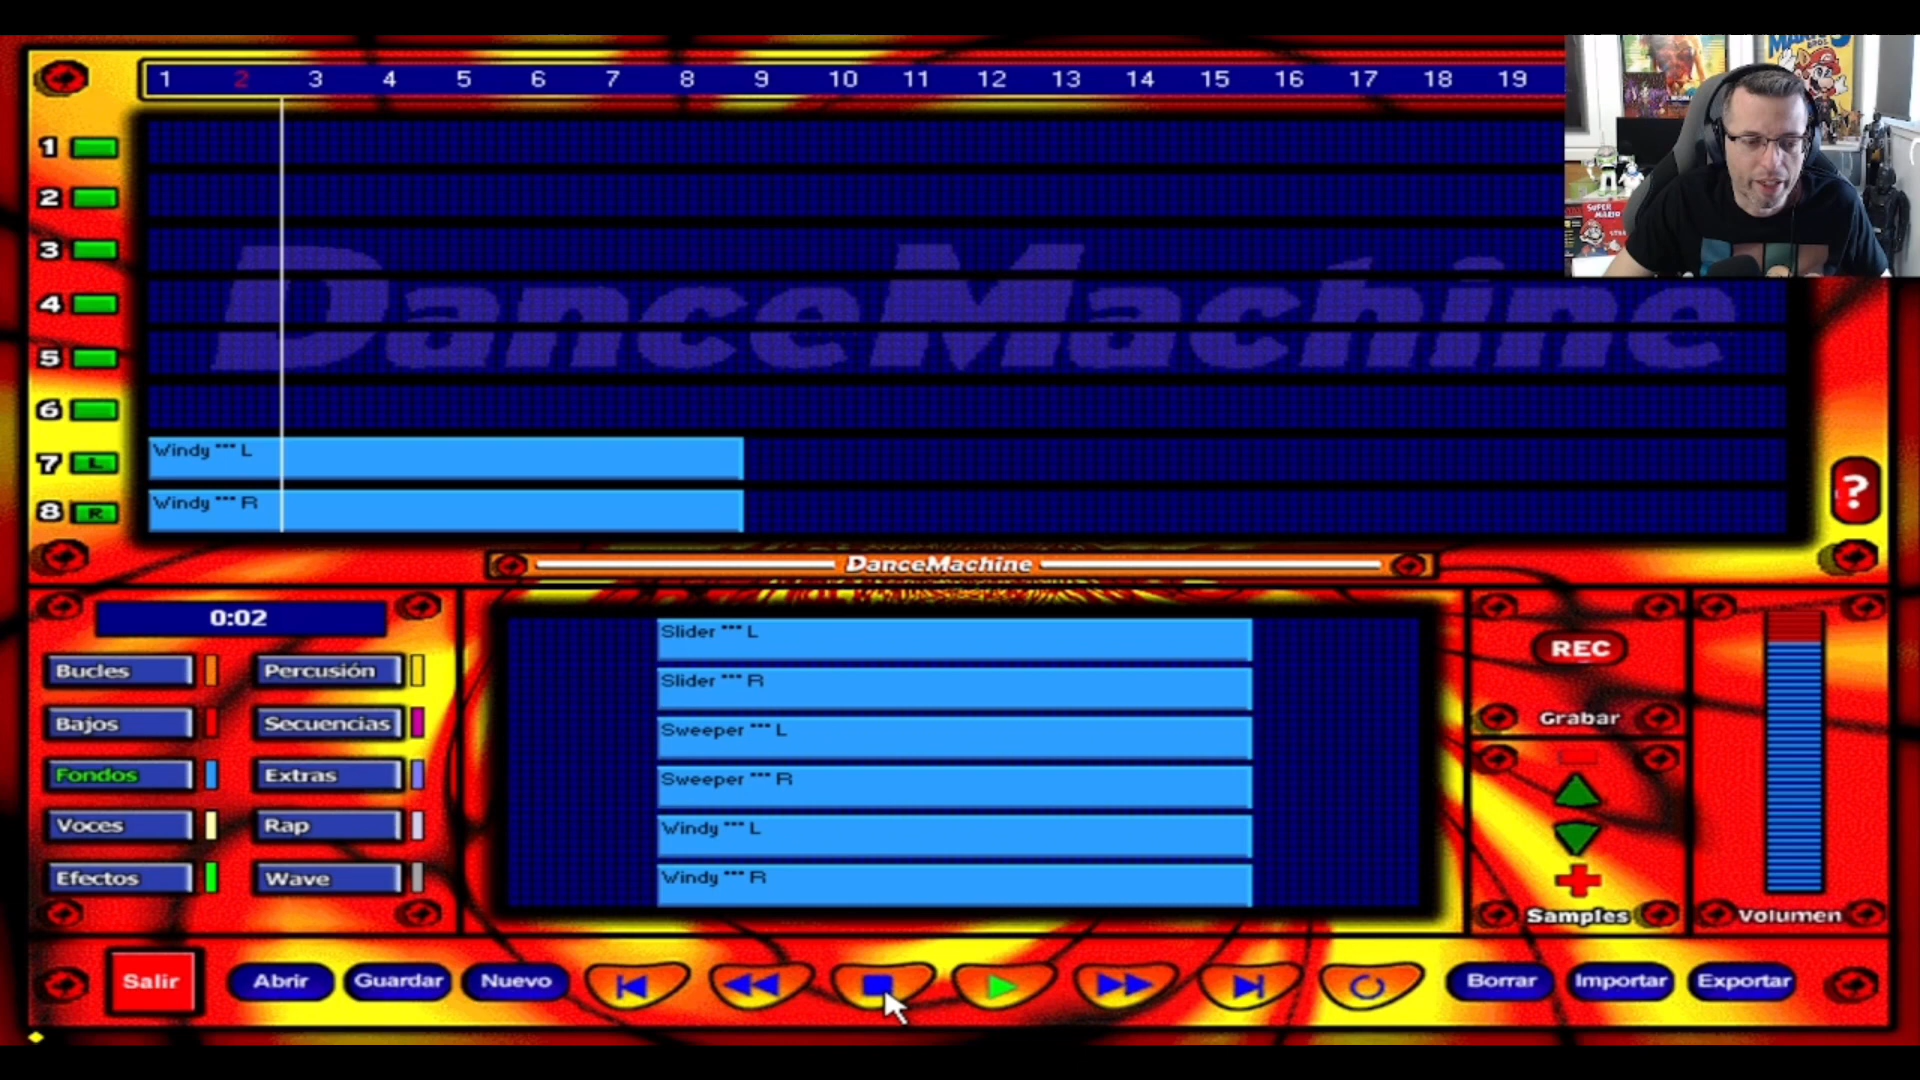 1 2 3 4 5 6 7 8 9 10 11 12 13 14 15 16 17 18 19
1
2
3
4
5
6
DanceMachine
7 L
Windy *** L
8 R
Windy *** R
?
DanceMachine
0:02
Bucles
Percusión
Bajos
Secuencias
Fondos
Extras
Voces
Rap
Efectos
Wave
Slider *** L
Slider *** R
Sweeper *** L
Sweeper *** R
Windy *** L
Windy *** R
REC
Grabar
Samples
Volumen
Salir
Abrir
Guardar
Nuevo
Borrar
Importar
Exportar
SUPER
MARIO
BROS.